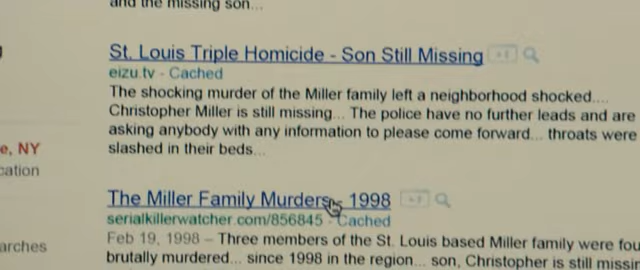 and the missing son...
St. Louis Triple Homicide - Son Still Missing
eizu.tv - Cached
The shocking murder of the Miller family left a neighborhood shocked....
Christopher Miller is still missing... The police have no further leads and are
asking anybody with any information to please come forward... throats were
e, NY
slashed in their beds...
cation
The Miller Family Murders - 1998
serialkillerwatcher.com/856845 - Cached
Feb 19, 1998 – Three members of the St. Louis based Miller family were fou
arches
brutally murdered... since 1998 in the region... son, Christopher is still missin